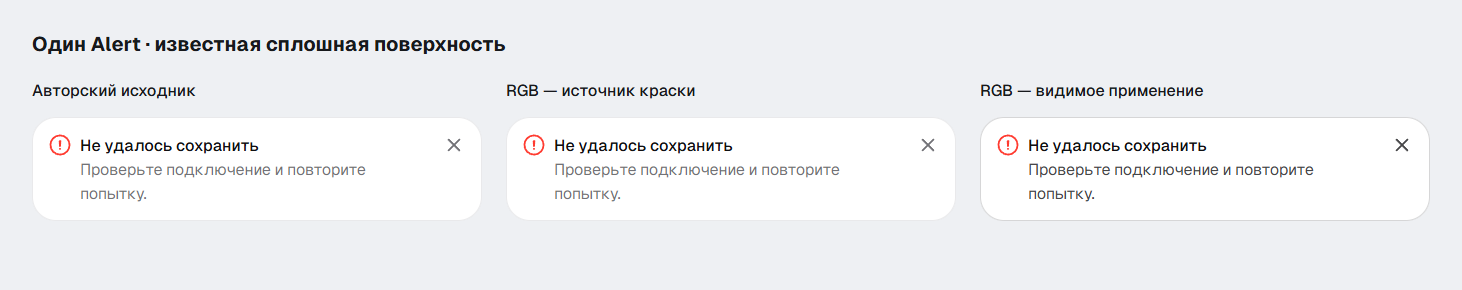 Один Alert · известная сплошная поверхность
Авторский исходник
Не удалось сохранить
Проверьте подключение и повторите
попытку.
RGB — источник краски
Не удалось сохранить
Проверьте подключение и повторите
попытку.
RGB — видимое применение
Не удалось сохранить
Проверьте подключение и повторите
попытку.